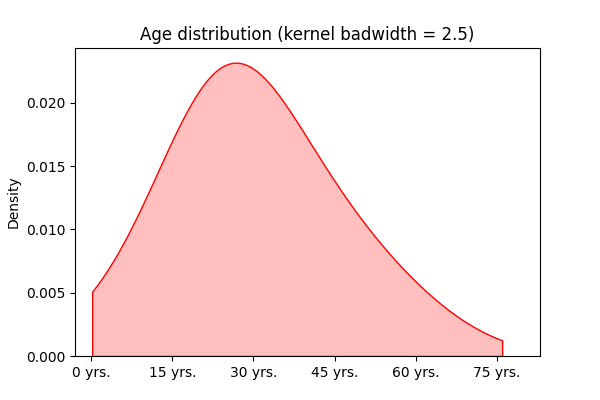 Age distribution (kernel badwidth = 2.5)
Density
0.020
0.015
0.010
0.005
0.000
0 yrs. 15 yrs. 30 yrs. 45 yrs. 60 yrs. 75 yrs.